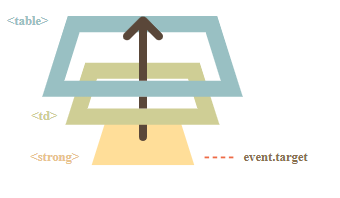 <table>
<td>
<strong>
event.target